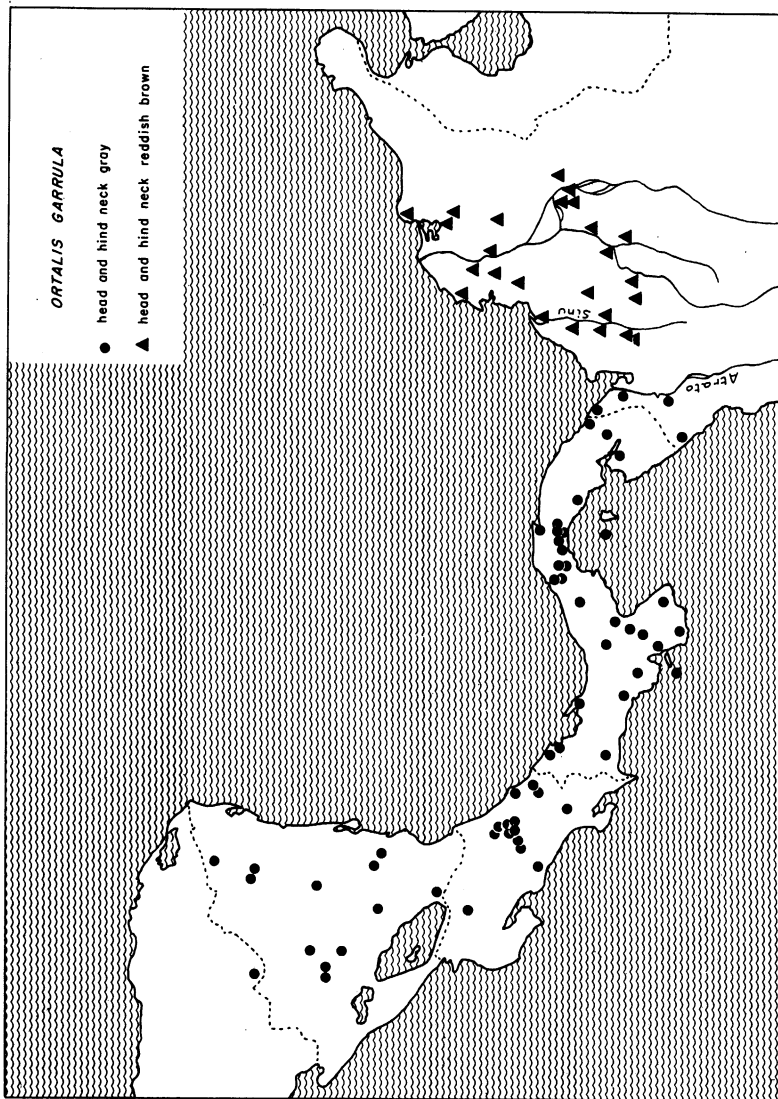 ORTALIS GARRULA
● head and hind neck gray
▲ head and hind neck reddish brown
Sinu
Atrato